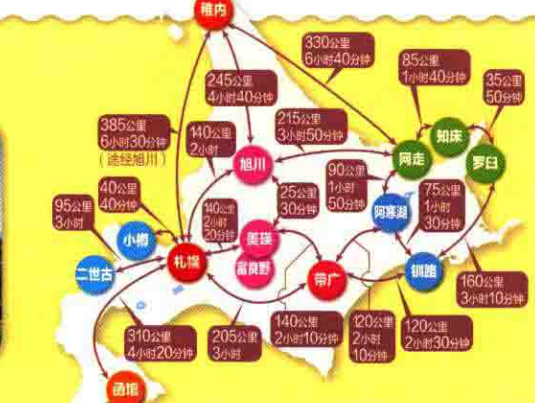 稚内
330公里
6小时40分钟
85公里
1小时40分钟
35公里
50分钟
245公里
4小时40分钟
385公里
6小时30分钟
（途经旭川）
140公里
2小时
215公里
3小时50分钟
知床
网走
罗臼
旭川
90公里
1小时
50分钟
75公里
1小时
30分钟
40公里
40分钟
25公里
30分钟
阿寒湖
95公里
3小时
140公里
2小时
20分钟
小樽
美瑛
札幌
富良野
二世古
带广
钏路
160公里
3小时10分钟
310公里
4小时20分钟
205公里
3小时
140公里
2小时10分钟
120公里
2小时
10分钟
120公里
2小时30分钟
函馆